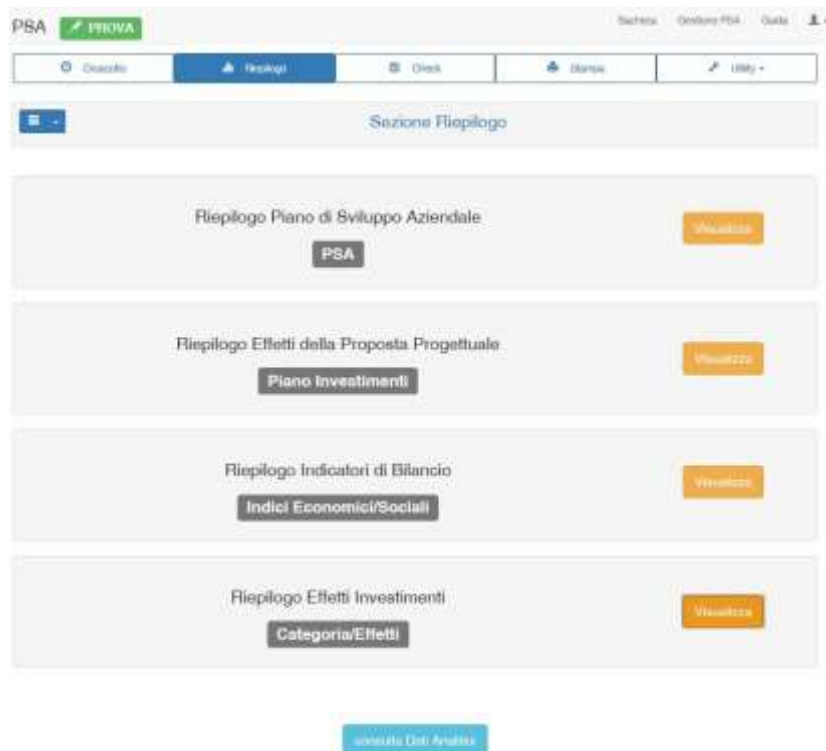 PSA PROVA Bacheca Gestione PSA Guida
Cruscotto Riepilogo Check Stampa Utility
Sezione Riepilogo
Riepilogo Piano di Sviluppo Aziendale
Visualizza
PSA
Riepilogo Effetti della Proposta Progettuale
Visualizza
Piano Investimenti
Riepilogo Indicatori di Bilancio
Visualizza
Indici Economici/Sociali
Riepilogo Effetti Investimenti
Visualizza
Categoria/Effetti
consulta Dati Analitici